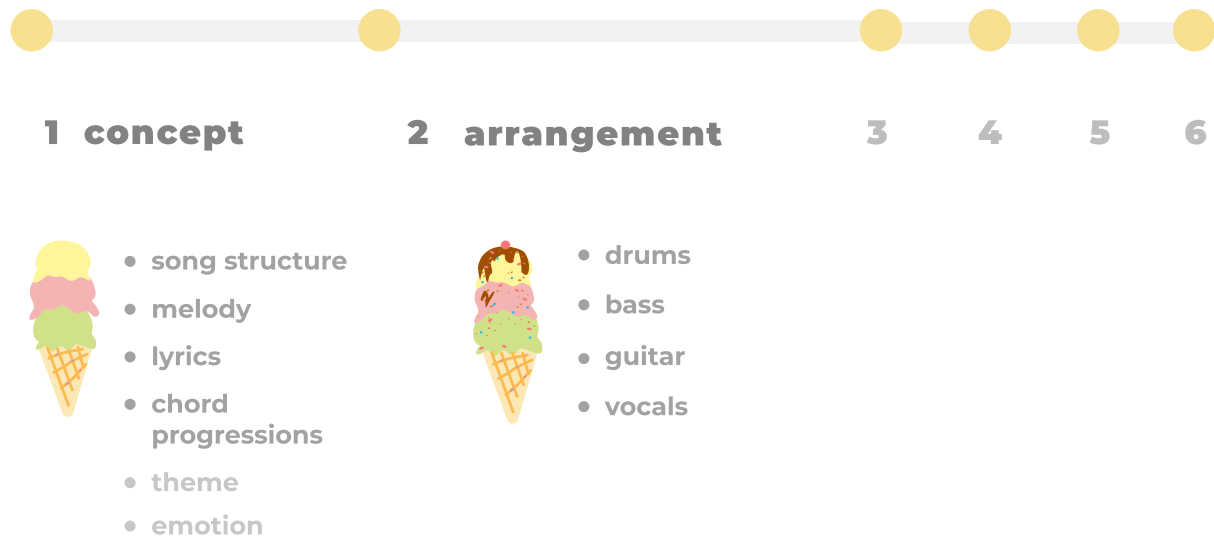 1 concept
2 arrangement
3
4
5
6
• song structure
• melody
• lyrics
• chord
progressions
• theme
• emotion
• drums
• bass
• guitar
• vocals